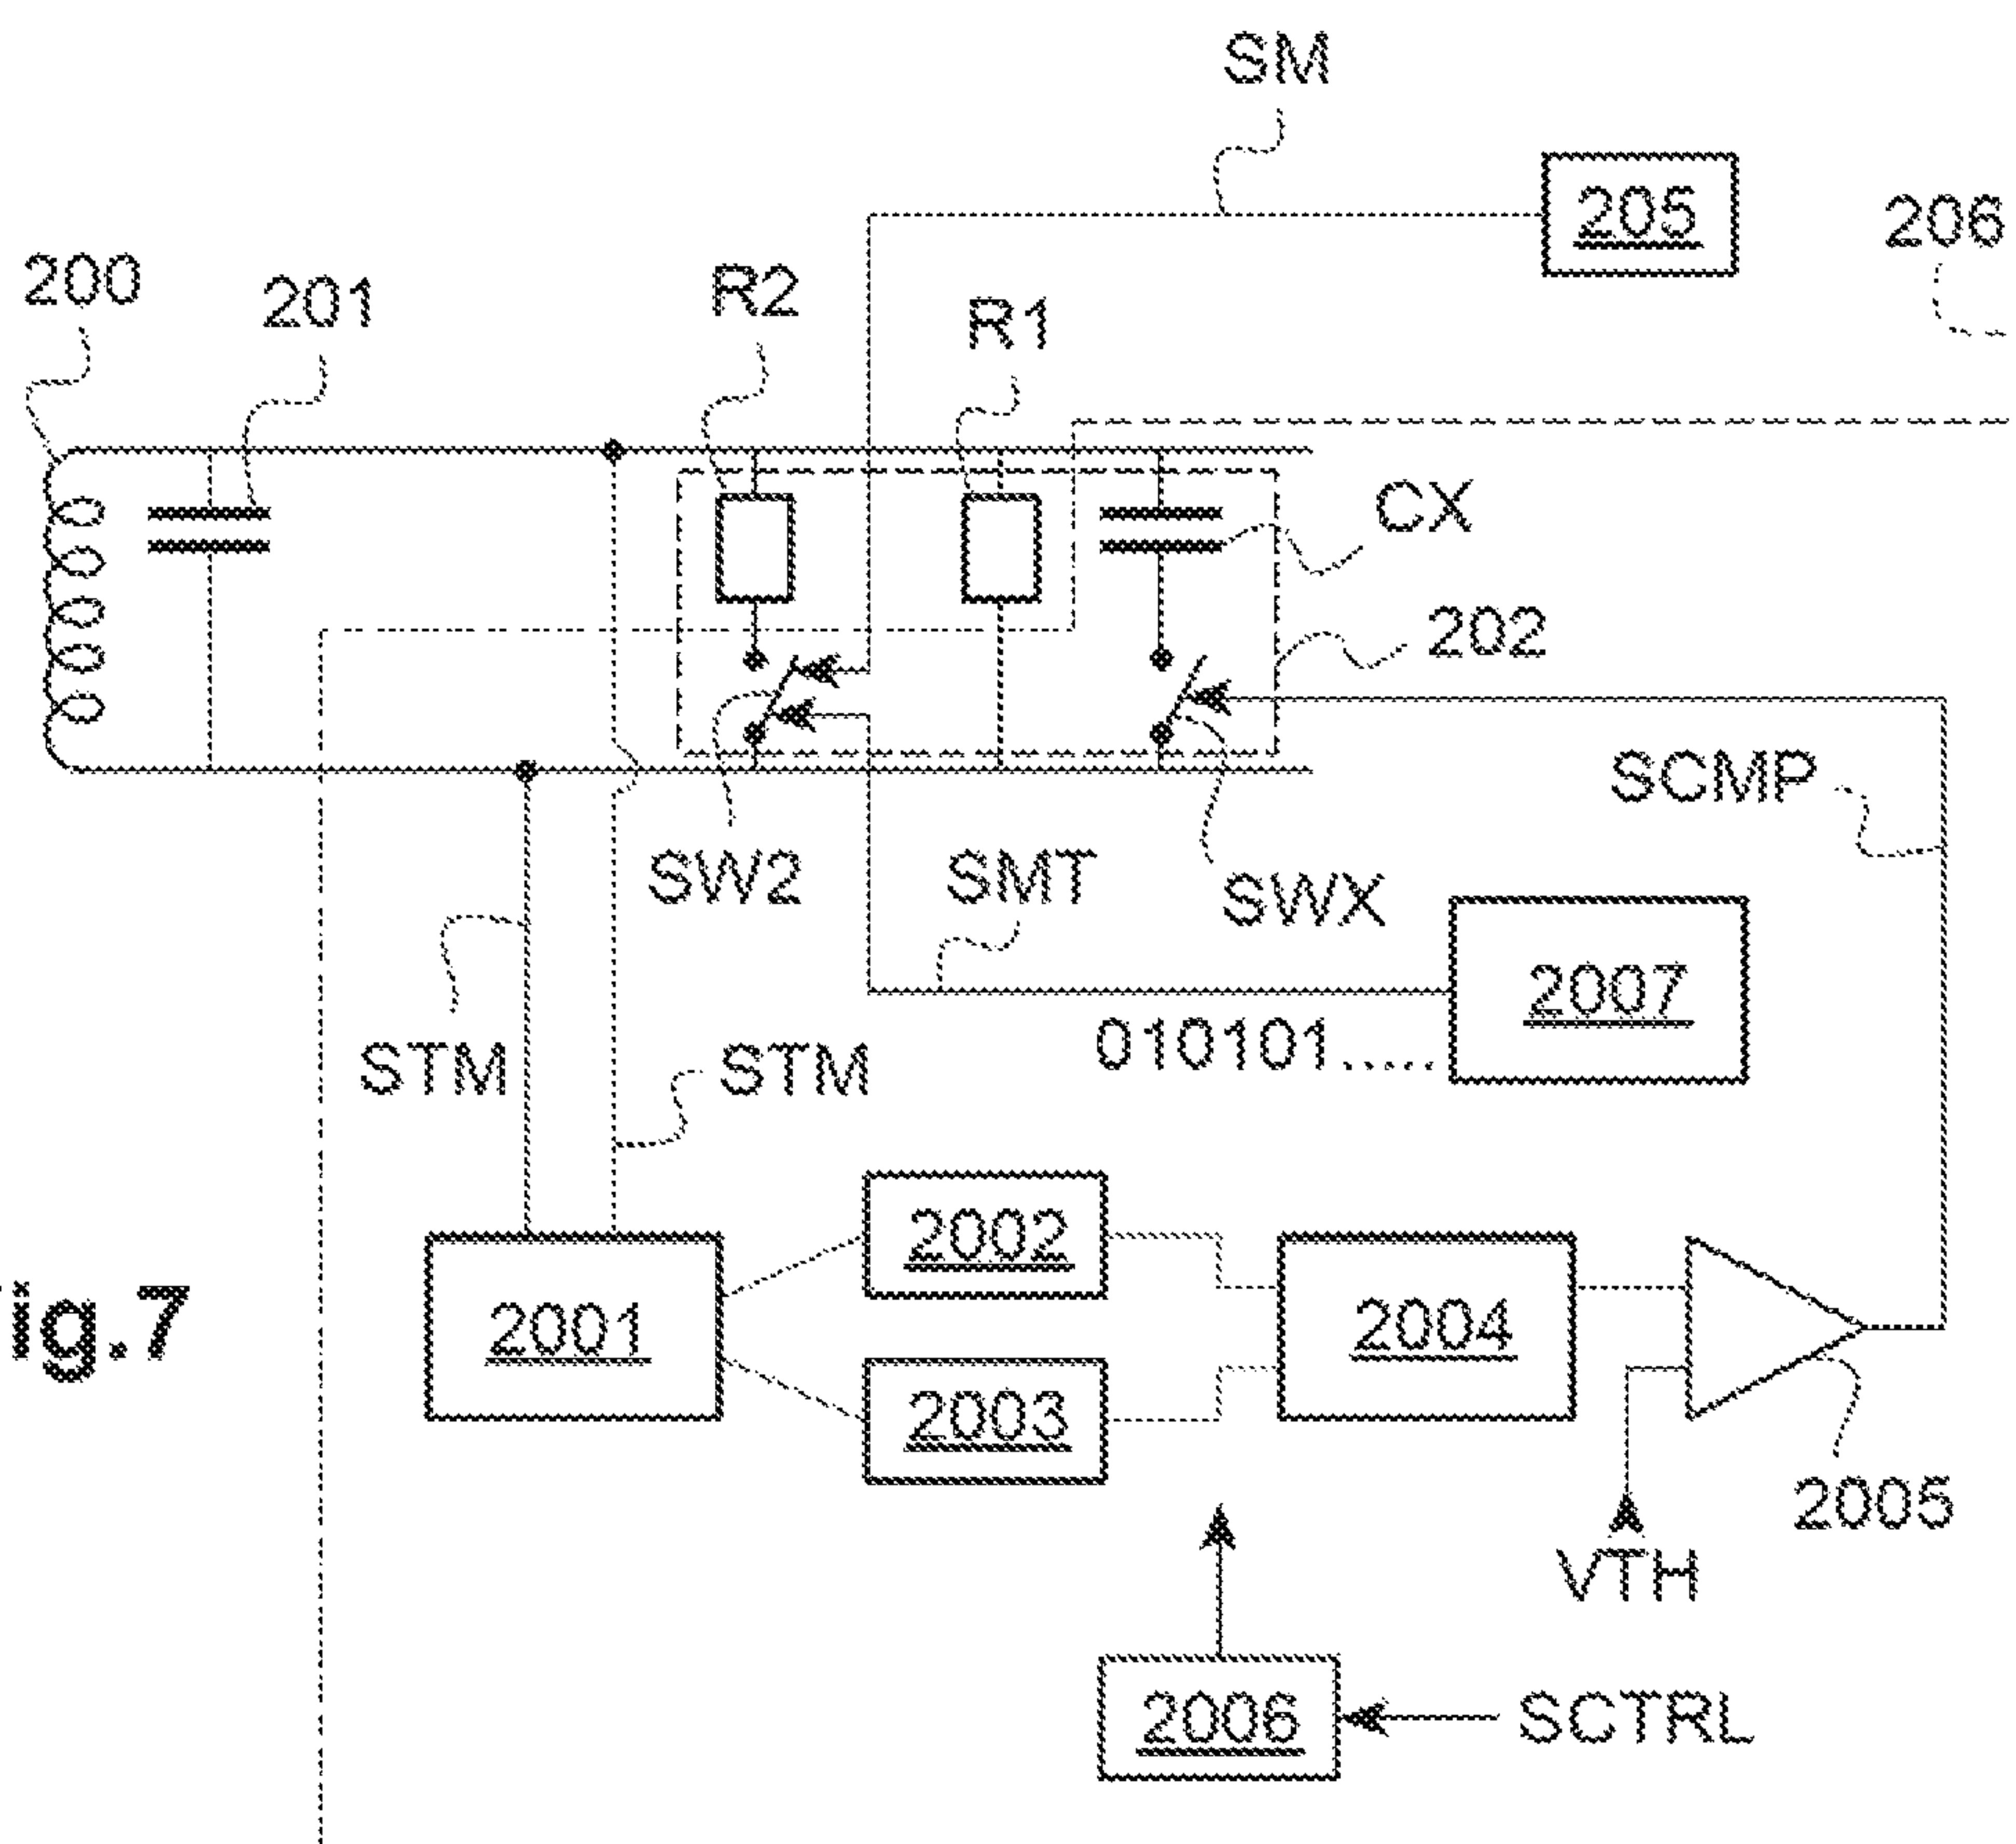 SM
205
206
200
201
R2
R1
CX
202
SCMP
SW2
SMT
SWX
2007
010101.....
STM
STM
2002
2001
2004
ig.7
2003
2005
VTH
2006
SCTRL